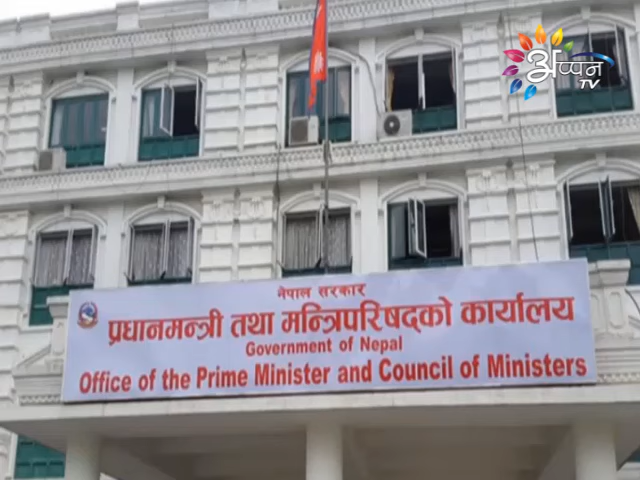 अप्पन
TV
नेपाल सरकार
प्रधानमन्त्री तथा मन्त्रिपरिषद्को कार्यालय
Government of Nepal
Office of the Prime Minister and Council of Ministers